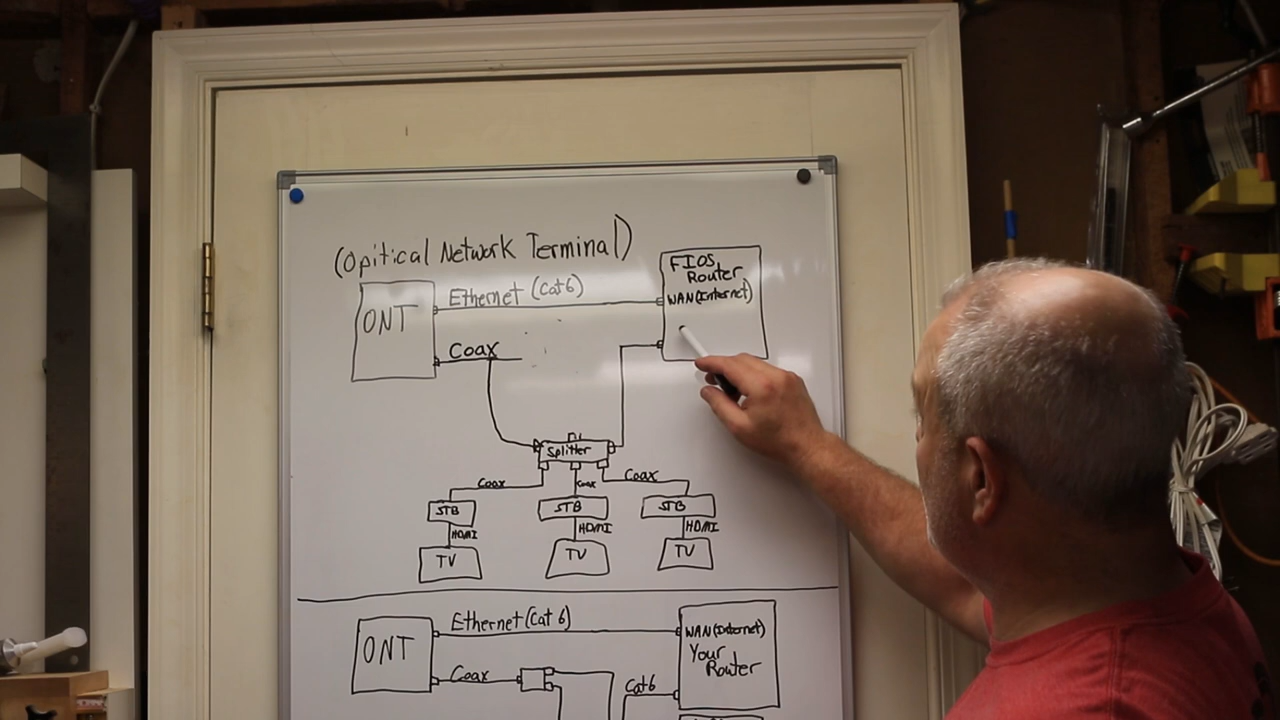 (Opitical Network Terminal)
ONT
Ethernet (Cat6)
FIOS
Router
WAN(Internet)
Coax
Splitter
Coax
Coax
Coax
STB
STB
STB
HDMI
HDMI
HDMI
TV
TV
TV
ONT
Ethernet (Cat 6)
WAN(Internet)
Your
Router
Coax
Cat6